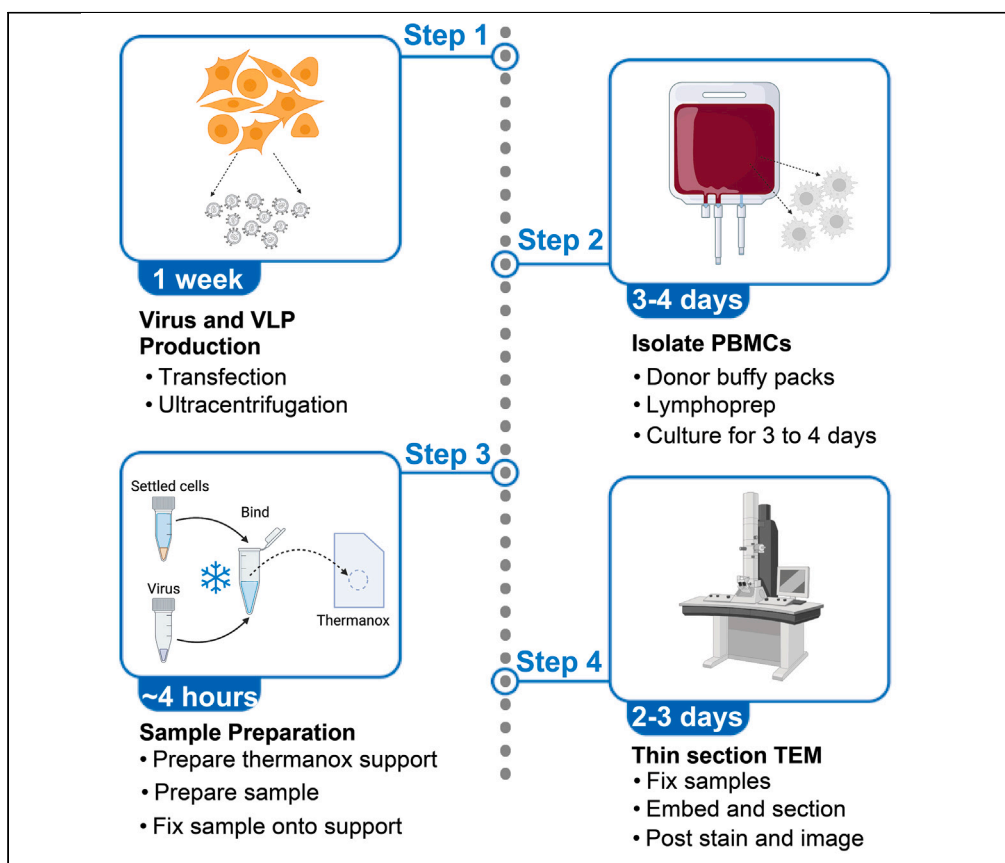 Step 1
1 week
Virus and VLP
Production
• Transfection
• Ultracentrifugation
Step 2
3-4 days
Isolate PBMCs
• Donor buffy packs
• Lymphoprep
• Culture for 3 to 4 days
Step 3
Settled cells
Bind
Virus
Thermanox
~4 hours
Sample Preparation
• Prepare thermanox support
• Prepare sample
• Fix sample onto support
Step 4
2-3 days
Thin section TEM
• Fix samples
• Embed and section
• Post stain and image